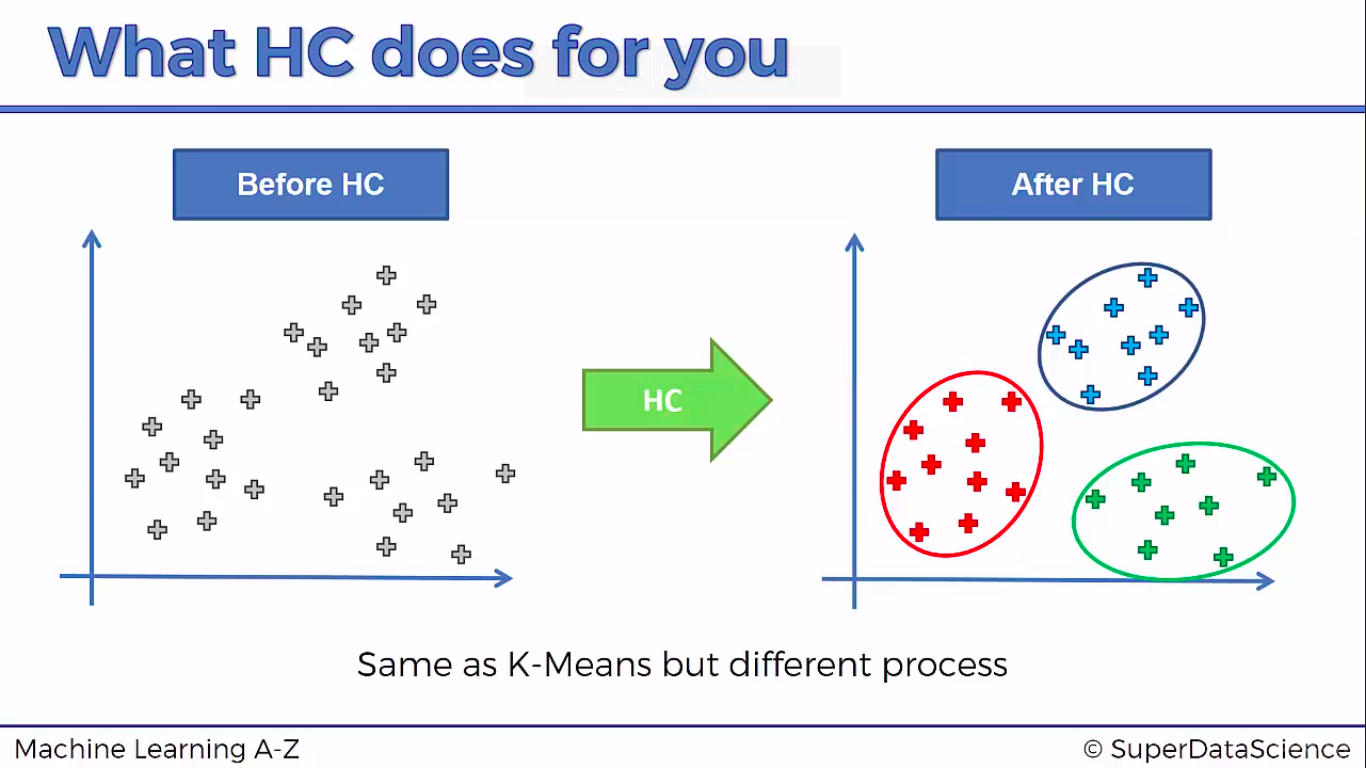 What HC does for you
Before HC
After HC
HC
Same as K-Means but different process
Machine Learning A-Z
© SuperDataScience